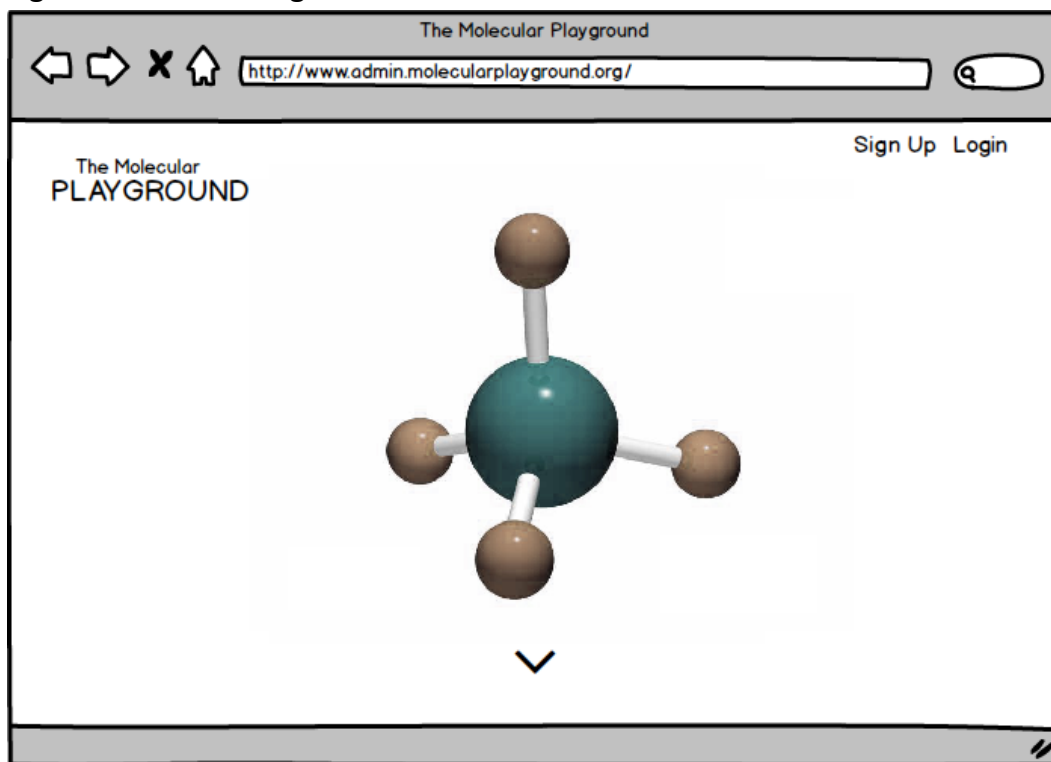 The Molecular Playground
http://www.admin.molecularplayground.org/
Sign Up Login
The Molecular
PLAYGROUND